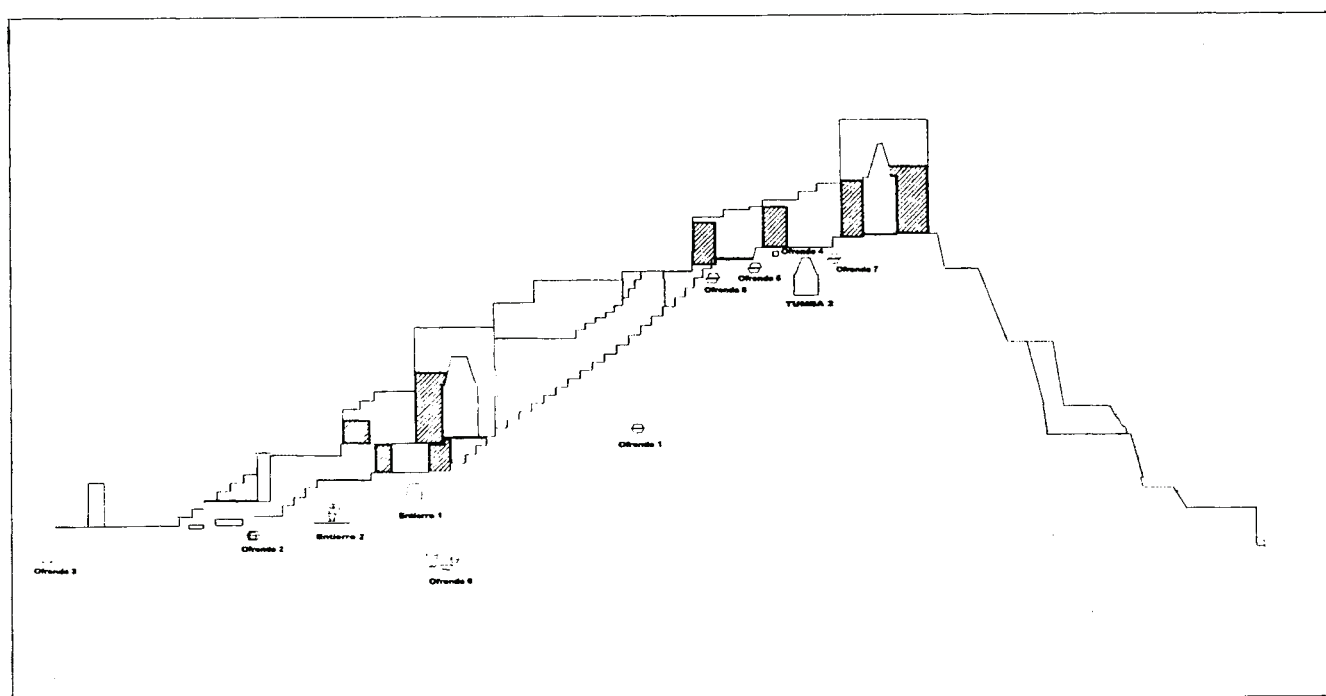 Ofrenda 4
Ofrenda 7
Ofrenda 5
Ofrenda 8
TUMBA 2
Ofrenda 1
Entierro 1
Entierro 2
Ofrenda 2
Ofrenda 3
Ofrenda 6